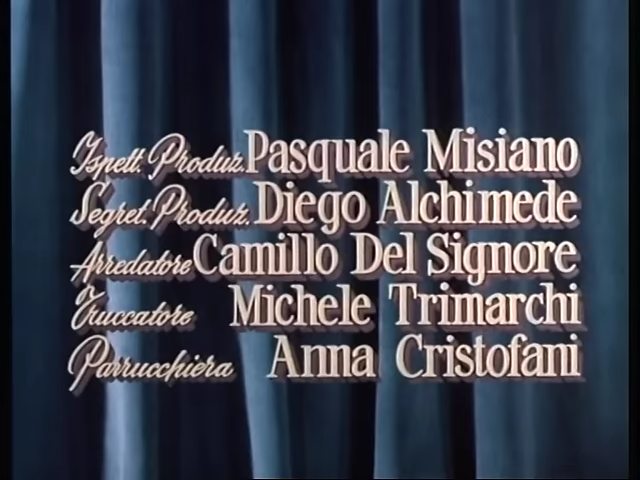 Ispett. Produz. Pasquale Misiano
Segret. Produz. Diego Alchimede
Arredatore Camillo Del Signore
Truccatore Michele Trimarchi
Parrucchiera Anna Cristofani